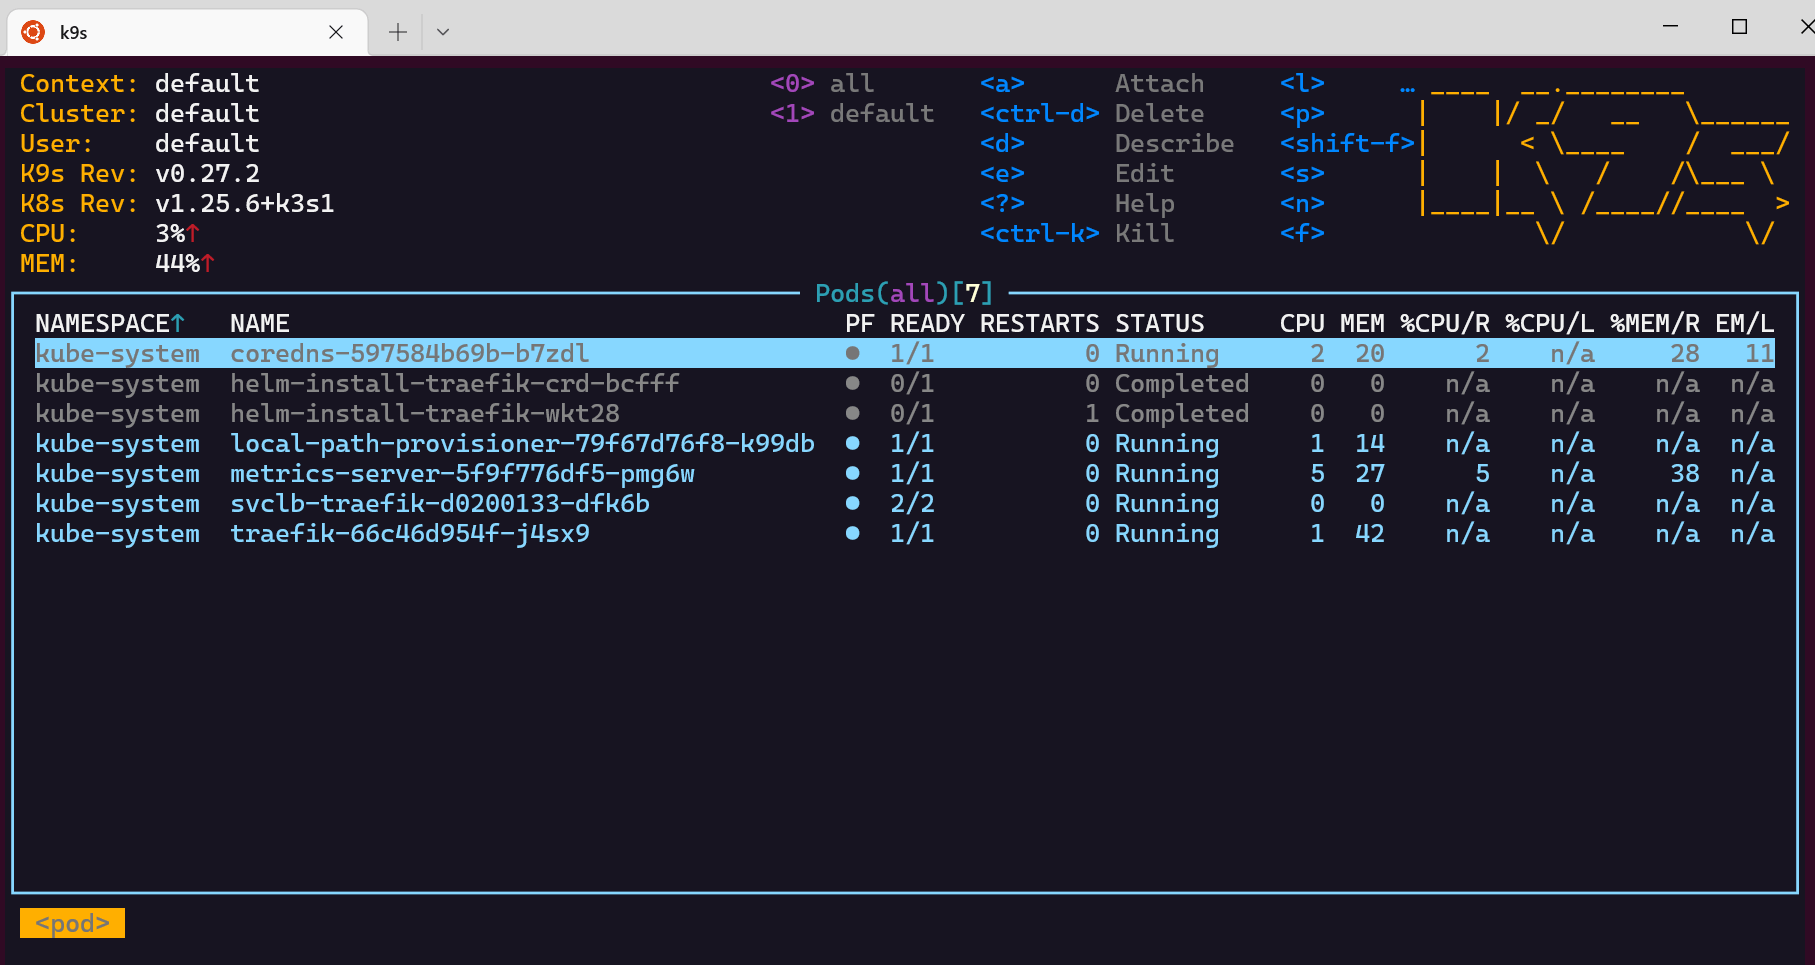 k9s
Context: default <0> all <a> Attach <l> …
Cluster: default <1> default <ctrl-d> Delete <p>
User: default <d> Describe <shift-f>
K9s Rev: v0.27.2 <e> Edit <s>
K8s Rev: v1.25.6+k3s1 <?> Help <n>
CPU: 3%↑ <ctrl-k> Kill <f>
MEM: 44%↑
Pods(all)[7]
NAMESPACE↑ NAME PF READY RESTARTS STATUS CPU MEM %CPU/R %CPU/L %MEM/R EM/L
kube-system coredns-597584b69b-b7zdl ● 1/1 0 Running 2 20 2 n/a 28 11
kube-system helm-install-traefik-crd-bcfff ● 0/1 0 Completed 0 0 n/a n/a n/a n/a
kube-system helm-install-traefik-wkt28 ● 0/1 1 Completed 0 0 n/a n/a n/a n/a
kube-system local-path-provisioner-79f67d76f8-k99db ● 1/1 0 Running 1 14 n/a n/a n/a n/a
kube-system metrics-server-5f9f776df5-pmg6w ● 1/1 0 Running 5 27 5 n/a 38 n/a
kube-system svclb-traefik-d0200133-dfk6b ● 2/2 0 Running 0 0 n/a n/a n/a n/a
kube-system traefik-66c46d954f-j4sx9 ● 1/1 0 Running 1 42 n/a n/a n/a n/a
<pod>